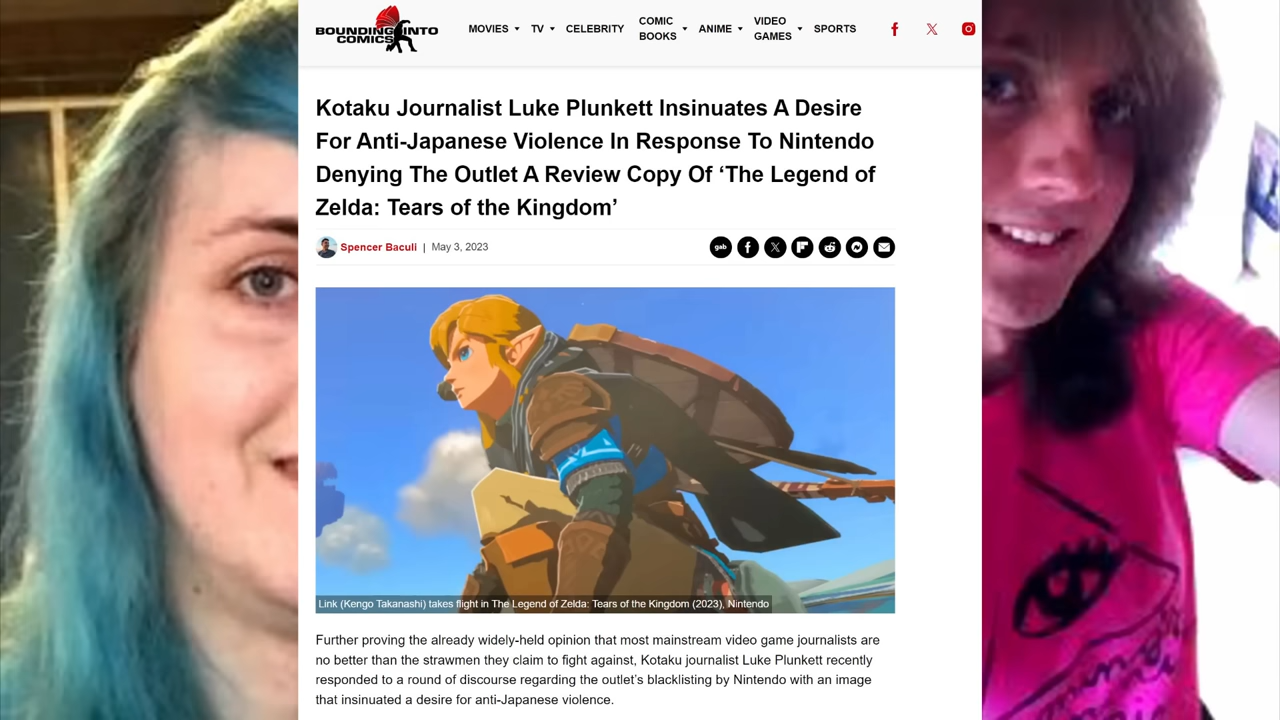 BOUNDING INTO
COMICS
MOVIES
TV
CELEBRITY
COMIC
BOOKS
ANIME
VIDEO
GAMES
SPORTS
Kotaku Journalist Luke Plunkett Insinuates A Desire
For Anti-Japanese Violence In Response To Nintendo
Denying The Outlet A Review Copy Of ‘The Legend of
Zelda: Tears of the Kingdom’
Spencer Baculi | May 3, 2023
gab
Link (Kengo Takanashi) takes flight in The Legend of Zelda: Tears of the Kingdom (2023), Nintendo
Further proving the already widely-held opinion that most mainstream video game journalists are
no better than the strawmen they claim to fight against, Kotaku journalist Luke Plunkett recently
responded to a round of discourse regarding the outlet’s blacklisting by Nintendo with an image
that insinuated a desire for anti-Japanese violence.